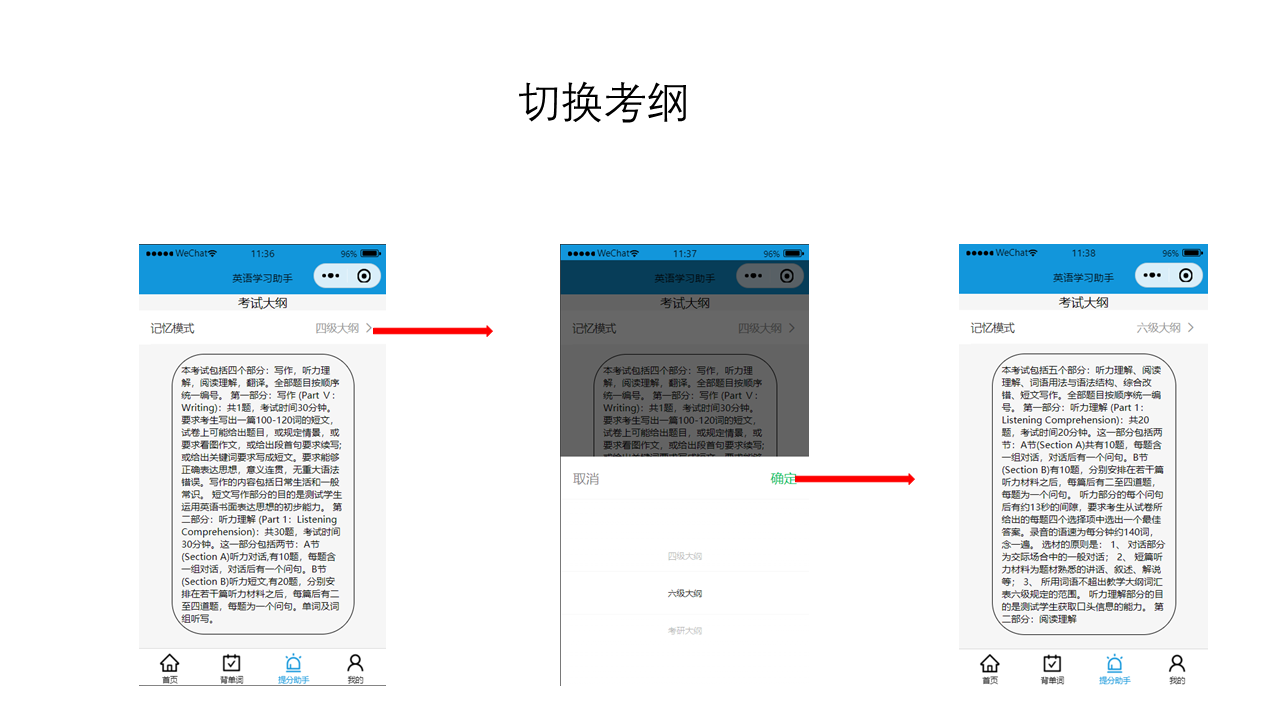 切换考纲
WeChat
11:36
96%
英语学习助手
考试大纲
记忆模式
四级大纲
本考试包括四个部分：写作，听力理
解，阅读理解，翻译。全部题目按顺序
统一编号。 第一部分：写作 (Part Ⅴ：
Writing)：共1题，考试时间30分钟。
要求考生写出一篇100-120词的短文，
试卷上可能给出题目，或规定情景，或
要求看图作文，或给出段首句要求续写;
或给出关键词要求写成短文。要求能够
正确表达思想，意义连贯，无重大语法
错误。写作的内容包括日常生活和一般
常识。 短文写作部分的目的是测试学生
运用英语书面表达思想的初步能力。 第
二部分：听力理解 (Part 1：Listening
Comprehension)：共30题，考试时间
30分钟。这一部分包括两节：A节
(Section A)听力对话,有10题，每题含
一组对话，对话后有一个问句。B节
(Section B)听力短文,有20题，分别安
排在若干篇听力材料之后，每篇后有二
至四道题，每题为一个问句。单词及词
组听写。
首页
背单词
提分助手
我的
WeChat
11:37
96%
英语学习助手
考试大纲
记忆模式
四级大纲
本考试包括四个部分：写作，听力理
解，阅读理解，翻译。全部题目按顺序
统一编号。 第一部分：写作 (Part Ⅴ：
Writing)：共1题，考试时间30分钟。
要求考生写出一篇100-120词的短文，
试卷上可能给出题目，或规定情景，或
要求看图作文，或给出段首句要求续写;
取消
确定
四级大纲
六级大纲
考研大纲
WeChat
11:38
96%
英语学习助手
考试大纲
记忆模式
六级大纲
本考试包括五个部分：听力理解、阅读
理解、词语用法与语法结构、综合改
错、短文写作。全部题目按顺序统一编
号。 第一部分：听力理解 (Part 1：
Listening Comprehension)：共20
题，考试时间20分钟。这一部分包括两
节：A节(Section A)共有10题，每题含
一组对话，对话后有一个问句。B节
(Section B)有10题，分别安排在若干篇
听力材料之后，每篇后有二至四道题，
每题为一个问句。 听力部分的每个问句
后有约13秒的间隙，要求考生从试卷所
给出的每题四个选择项中选出一个最佳
答案。录音的语速为每分钟约140词，
念一遍。 选材的原则是： 1、 对话部分
为交际场合中的一般对话； 2、 短篇听
力材料为题材熟悉的讲话、叙述、解说
等； 3、 所用词语不超出教学大纲词汇
表六级规定的范围。 听力理解部分的目
的是测试学生获取口头信息的能力。 第
二部分：阅读理解
首页
背单词
提分助手
我的